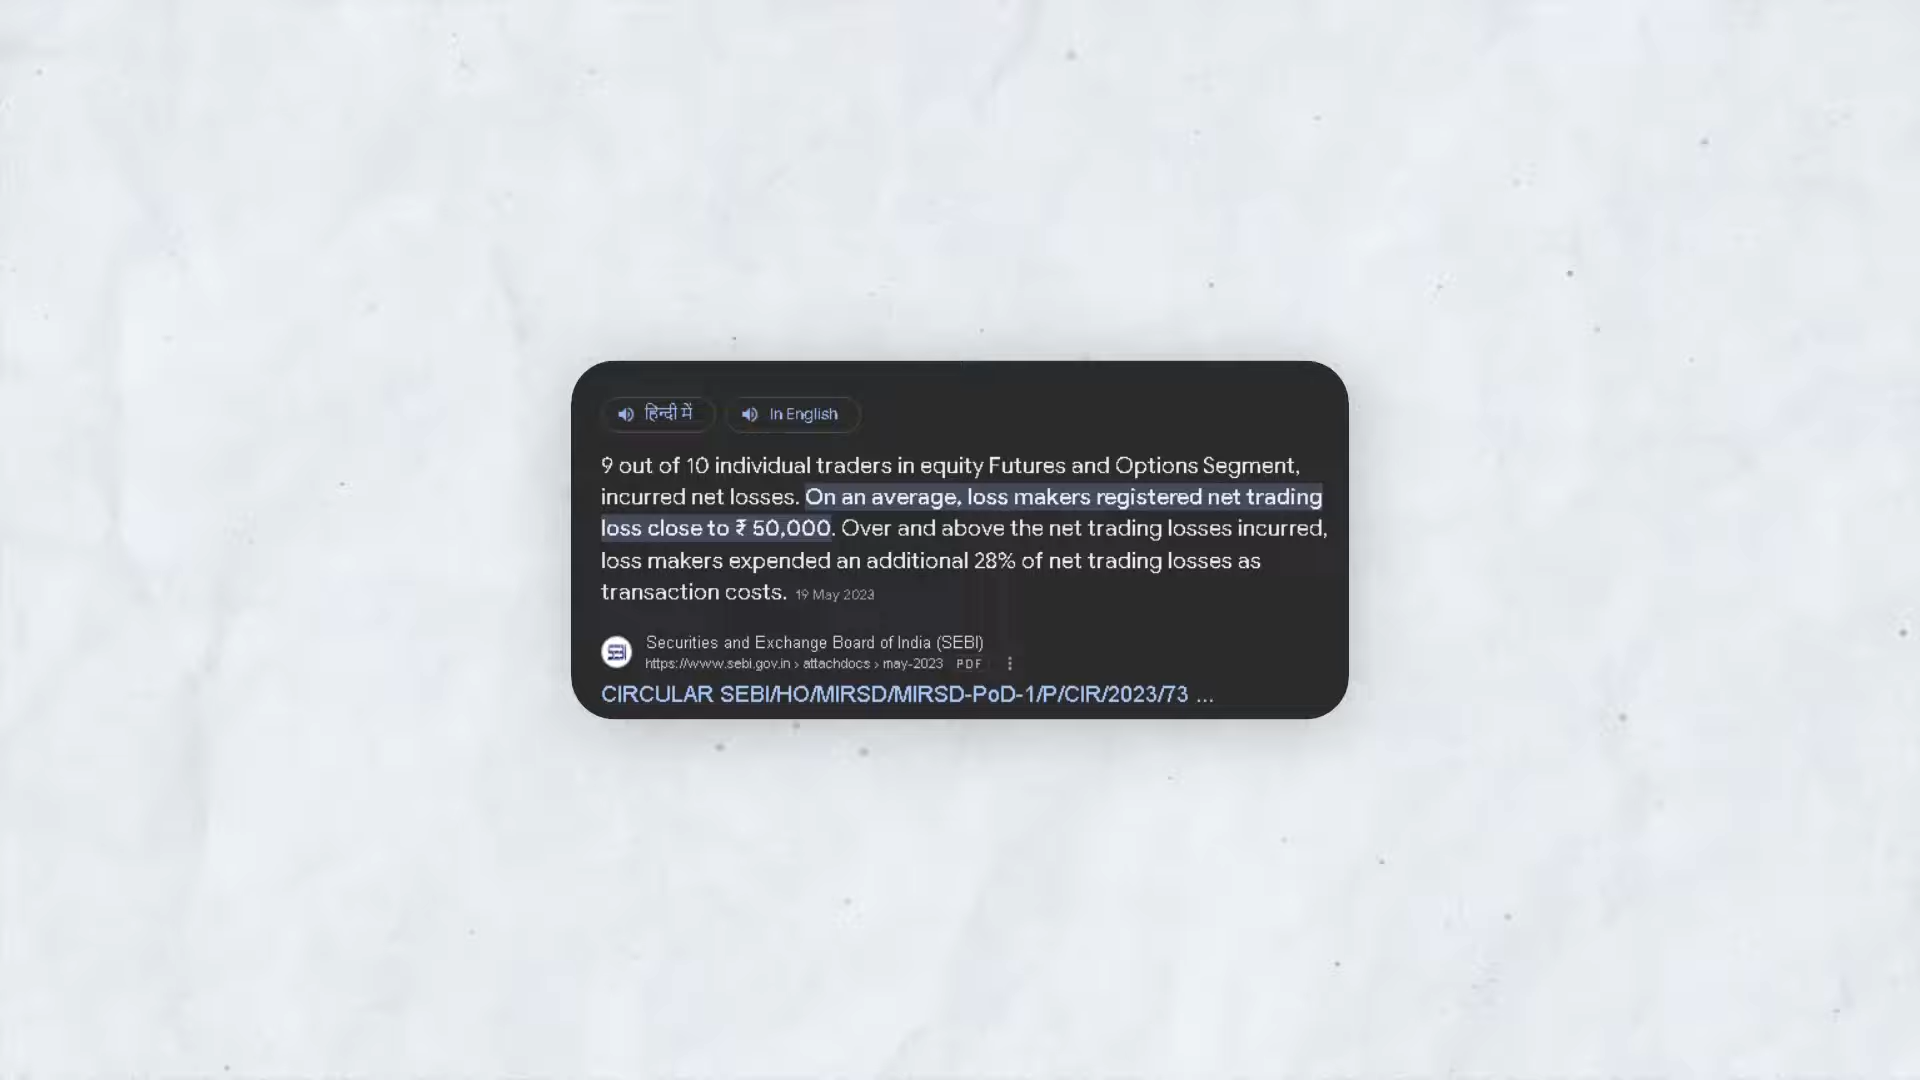 हिन्दी में In English
9 out of 10 individual traders in equity Futures and Options Segment,
incurred net losses. On an average, loss makers registered net trading
loss close to ₹ 50,000. Over and above the net trading losses incurred,
loss makers expended an additional 28% of net trading losses as
transaction costs. 19 May 2023
Securities and Exchange Board of India (SEBI)
https://www.sebi.gov.in › attachdocs › may-2023 PDF
CIRCULAR SEBI/HO/MIRSD/MIRSD-PoD-1/P/CIR/2023/73 ...